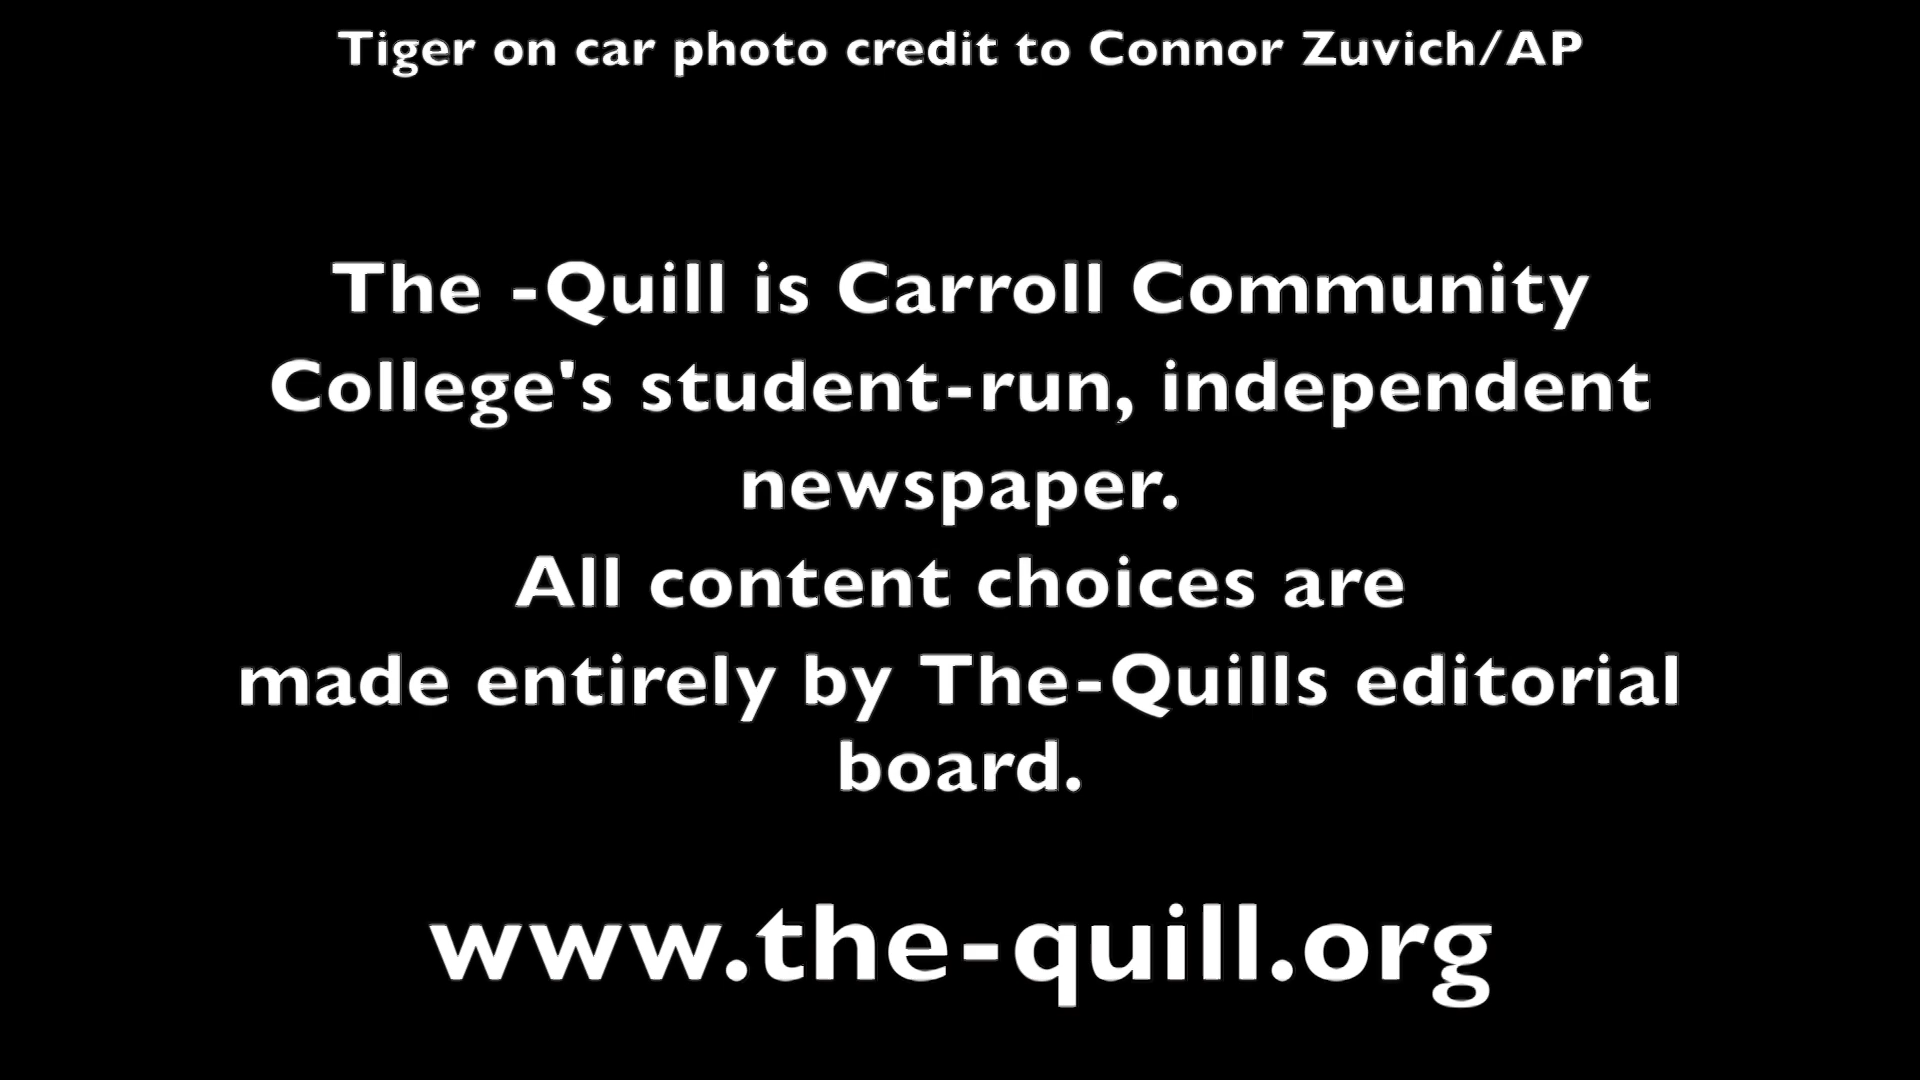 Tiger on car photo credit to Connor Zuvich/AP
The -Quill is Carroll Community
College's student-run, independent
newspaper.
All content choices are
made entirely by The-Quills editorial
board.
www.the-quill.org